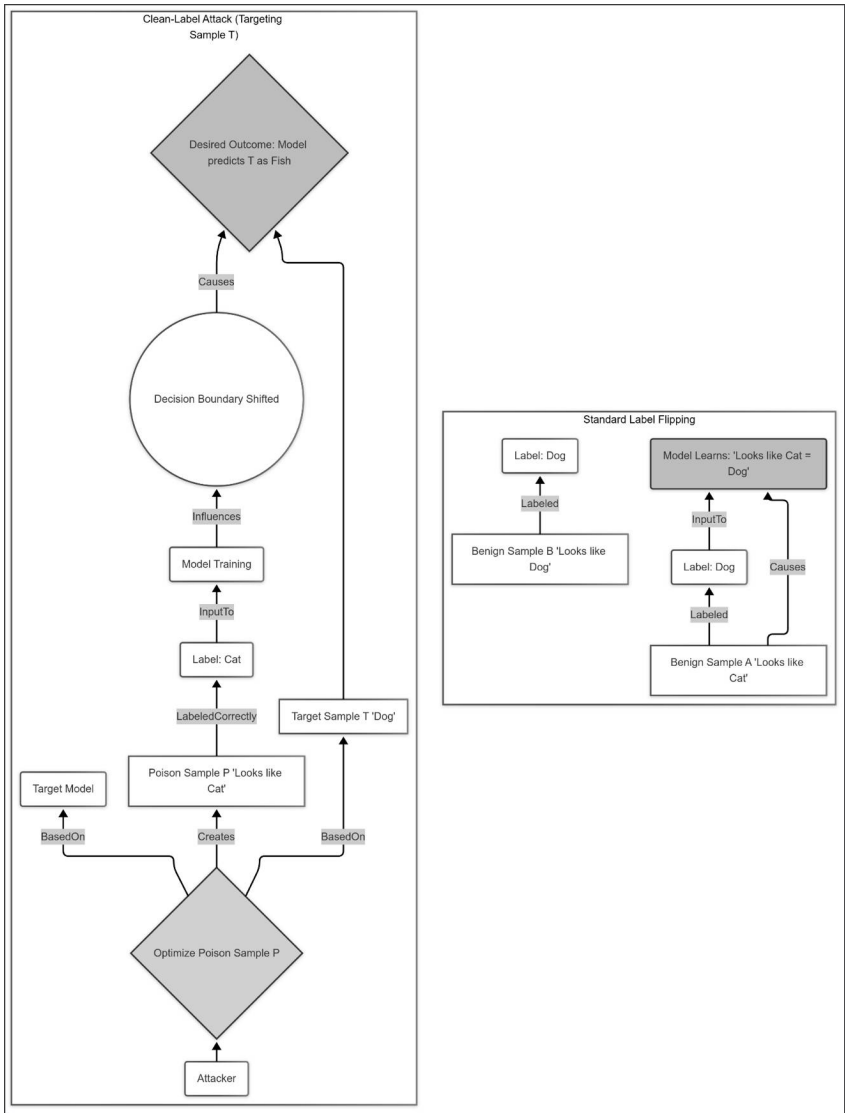 Clean-Label Attack (Targeting
Sample T)
Desired Outcome: Model
predicts T as Fish
Causes
Decision Boundary Shifted
Influences
Model Training
InputTo
Label: Cat
LabeledCorrectly
Target Sample T 'Dog'
Poison Sample P 'Looks like
Cat'
Target Model
BasedOn
Creates
BasedOn
Optimize Poison Sample P
Attacker
Standard Label Flipping
Label: Dog
Labeled
Benign Sample B 'Looks like
Dog'
Model Learns: 'Looks like Cat =
Dog'
InputTo
Label: Dog
Causes
Labeled
Benign Sample A 'Looks like
Cat'